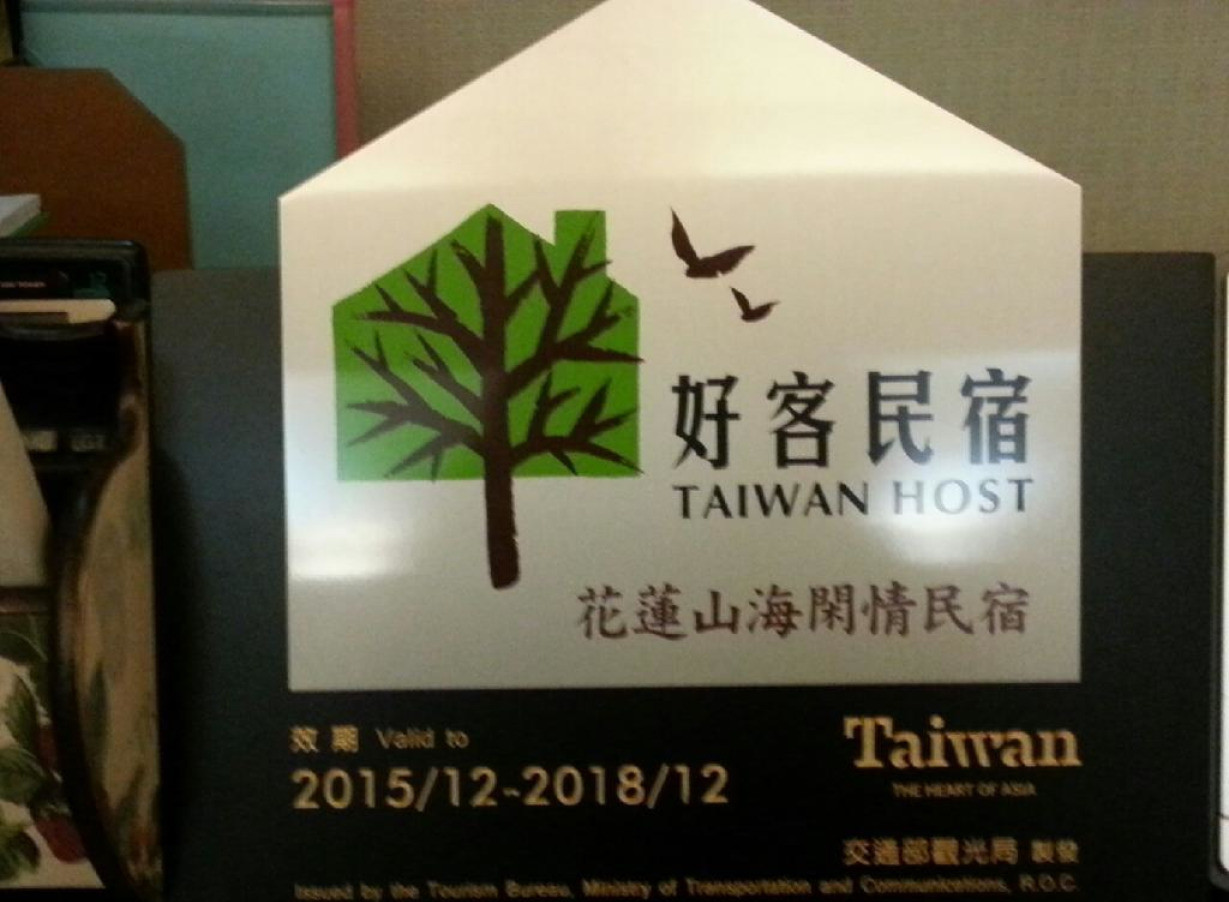 好客民宿
TAIWAN HOST
花蓮山海閑情民宿
效期 Valid to
2015/12-2018/12
Taiwan
THE HEART OF ASIA
交通部觀光局 製發
Issued by the Tourism Bureau, Ministry of Transportation and Communications, R.O.C.